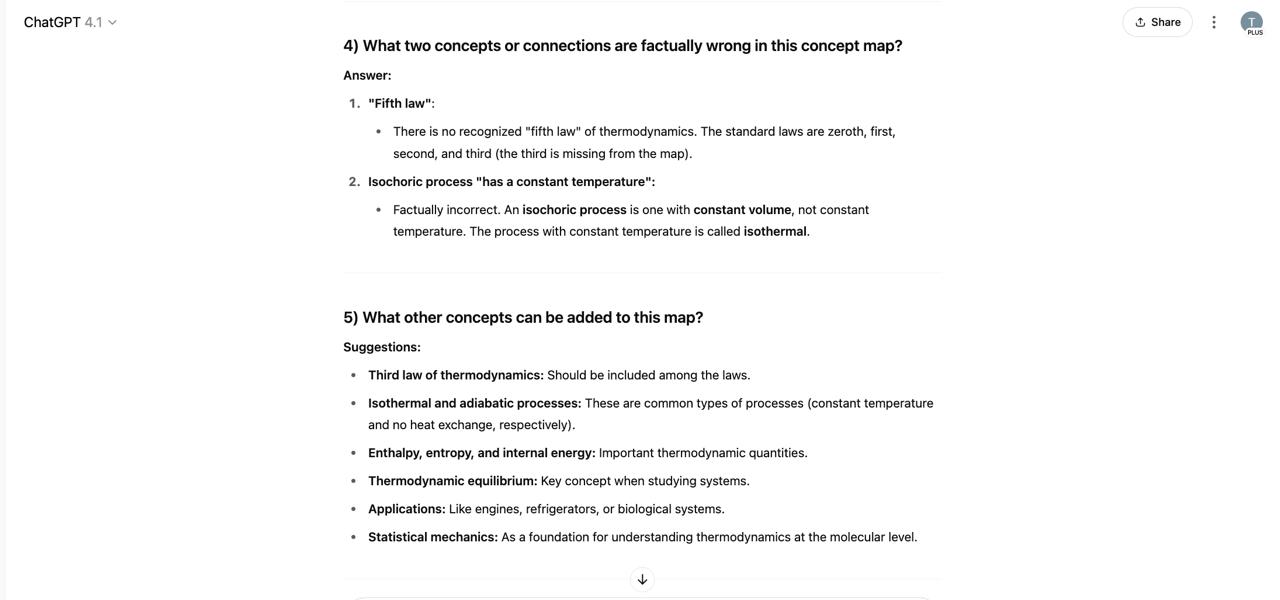 ChatGPT 4.1
Share
T
PLUS
4) What two concepts or connections are factually wrong in this concept map?
Answer:
1. "Fifth law":
• There is no recognized "fifth law" of thermodynamics. The standard laws are zeroth, first,
second, and third (the third is missing from the map).
2. Isochoric process "has a constant temperature":
• Factually incorrect. An isochoric process is one with constant volume, not constant
temperature. The process with constant temperature is called isothermal.
5) What other concepts can be added to this map?
Suggestions:
• Third law of thermodynamics: Should be included among the laws.
• Isothermal and adiabatic processes: These are common types of processes (constant temperature
and no heat exchange, respectively).
• Enthalpy, entropy, and internal energy: Important thermodynamic quantities.
• Thermodynamic equilibrium: Key concept when studying systems.
• Applications: Like engines, refrigerators, or biological systems.
• Statistical mechanics: As a foundation for understanding thermodynamics at the molecular level.